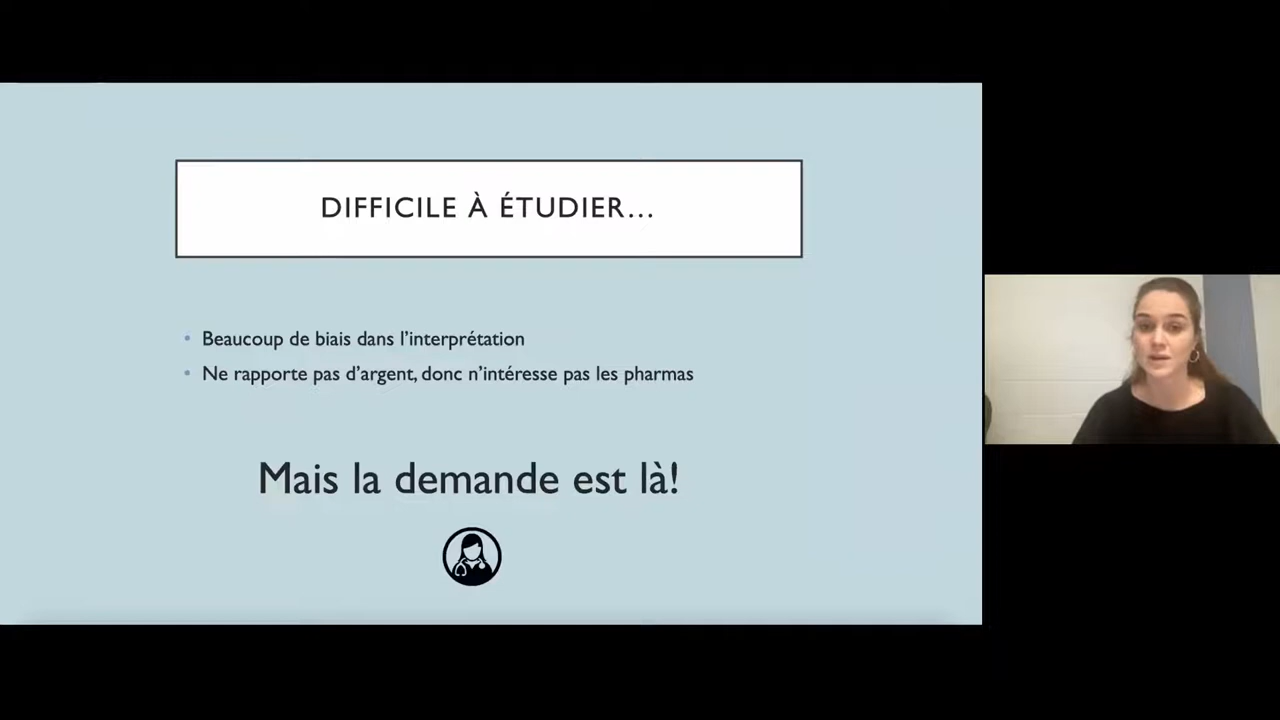 DIFFICILE À ÉTUDIER…
• Beaucoup de biais dans l'interprétation
• Ne rapporte pas d'argent, donc n'intéresse pas les pharmas
Mais la demande est là!